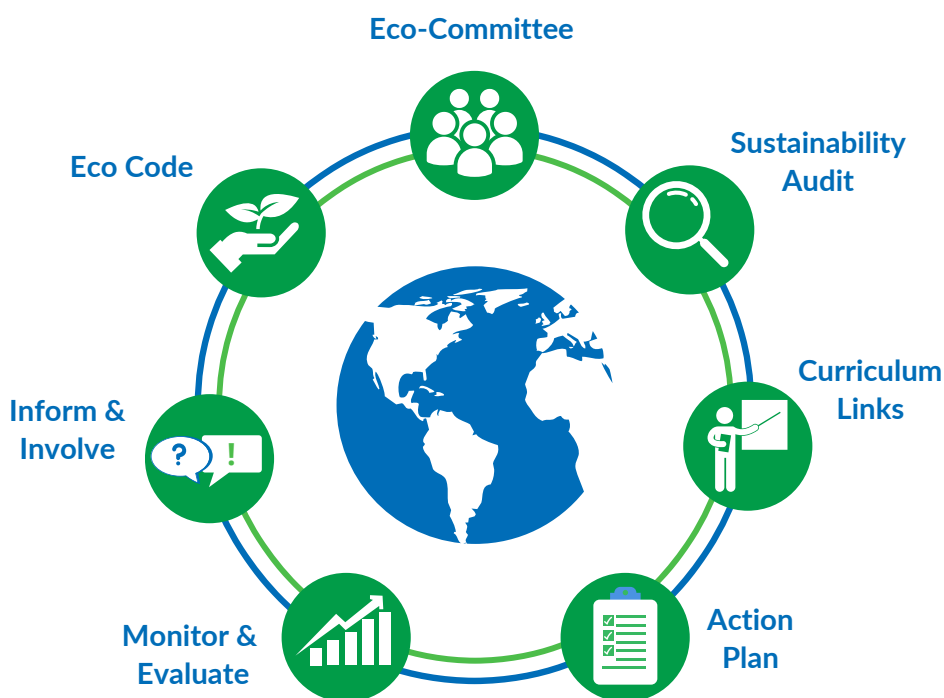 Eco-Committee
Sustainability
Audit
Curriculum
Links
Action
Plan
Monitor &
Evaluate
Inform &
Involve
? !
Eco Code